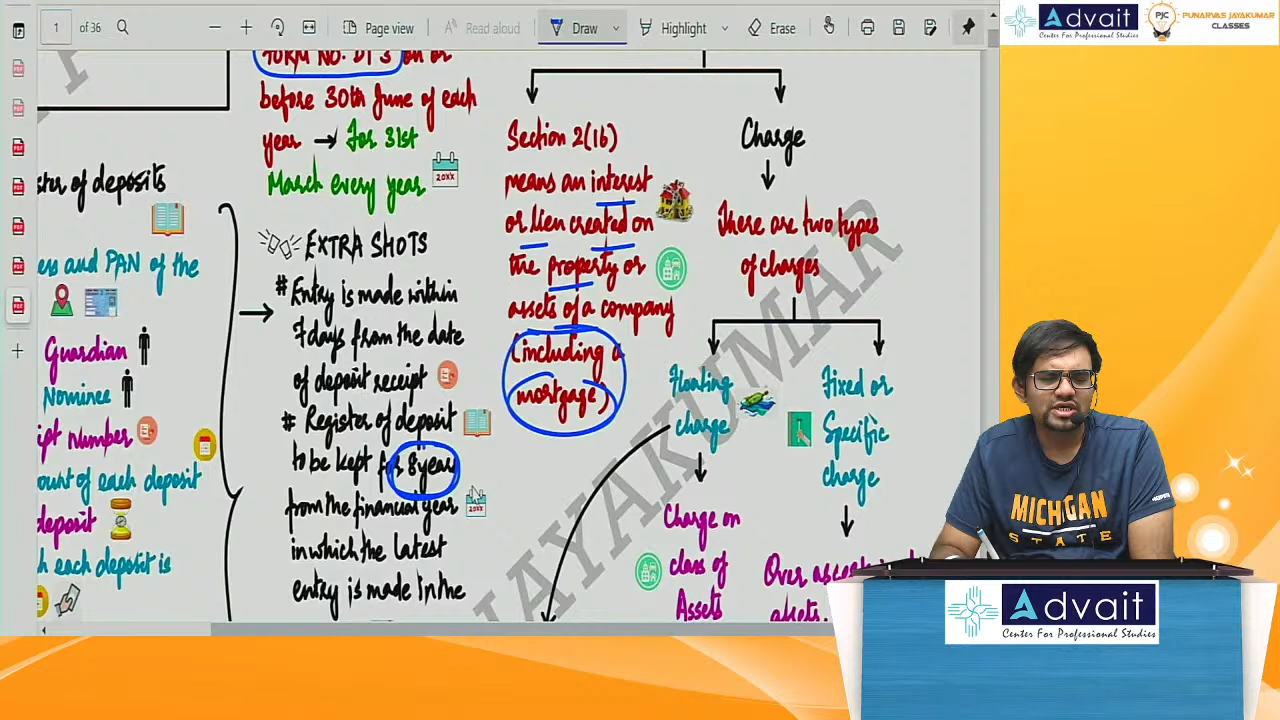 1 of 36
Page view
Read aloud
Draw
Highlight
Erase
Advait
Center For Professional Studies
PJC
PUNARVAS JAYAKUMAR
CLASSES
FORM NO. DPT 3 on or
before 30th June of each
year → For 31st
March every year
ster of deposits
ess and PAN of the
Guardian
Nominee
ipt number
ount of each deposit
deposit
h each deposit is
EXTRA SHOTS
# Entry is made within
7 days from the date
of deposit receipt
# Register of deposit
to be kept for 8 years
from the financial year
in which the latest
entry is made in the
Section 2(16)
means an interest
or lien created on
the property or
assets of a company
(including a
mortgage)
Charge
There are two types
of charges
Floating
charge
Charge on
class of
Assets
Fixed or
Specific
charge
assets.
JAYAKUMAR
MICHIGAN
STATE
Advait
Center For Professional Studies